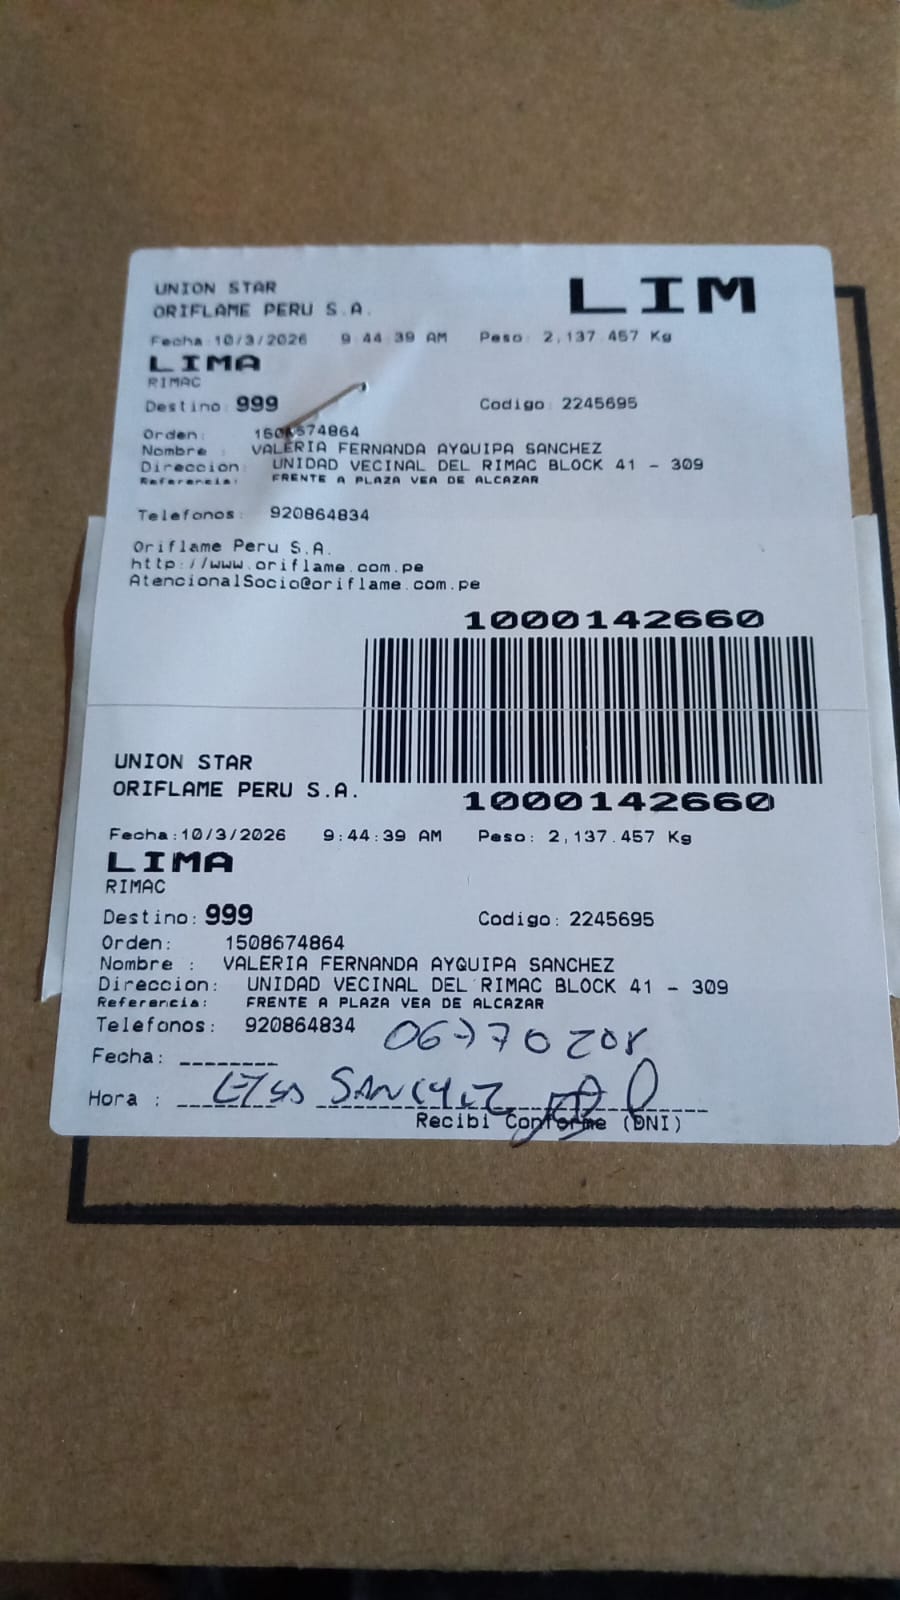 UNION STAR
LIM
ORIFLAME PERU S.A.
Fecha:10/3/2026 9:44:39 AM Peso: 2,137.457 Kg
LIMA
RIMAC
Destino: 999 Codigo: 2245695
Orden: 1508674864
Nombre : VALERIA FERNANDA AYQUIPA SANCHEZ
Direccion: UNIDAD VECINAL DEL RIMAC BLOCK 41 - 309
Referencia: FRENTE A PLAZA VEA DE ALCAZAR
Telefonos: 920864834
Oriflame Peru S.A.
http://www.oriflame.com.pe
AtencionalSocio@oriflame.com.pe
1000142660
UNION STAR
ORIFLAME PERU S.A.
1000142660
Fecha:10/3/2026 9:44:39 AM Peso: 2,137.457 Kg
LIMA
RIMAC
Destino: 999 Codigo: 2245695
Orden: 1508674864
Nombre : VALERIA FERNANDA AYQUIPA SANCHEZ
Direccion: UNIDAD VECINAL DEL RIMAC BLOCK 41 - 309
Referencia: FRENTE A PLAZA VEA DE ALCAZAR
Telefonos: 920864834
Fecha: ________
Hora : SANCHEZ
Recibi Conforme (DNI)